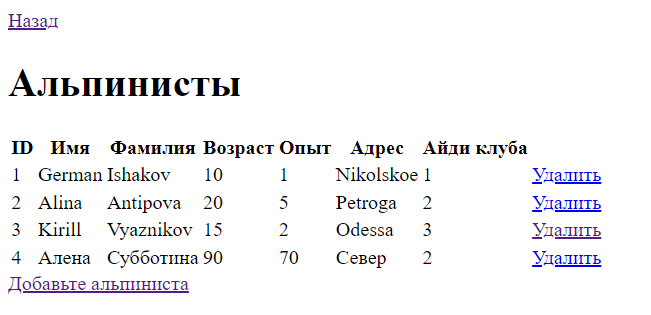 Назад
Альпинисты
ID Имя Фамилия Возраст Опыт Адрес Айди клуба
1 German Ishakov 10 1 Nikolskoe 1 Удалить
2 Alina Antipova 20 5 Petroga 2 Удалить
3 Kirill Vyaznikov 15 2 Odessa 3 Удалить
4 Алена Субботина 90 70 Север 2 Удалить
Добавьте альпиниста